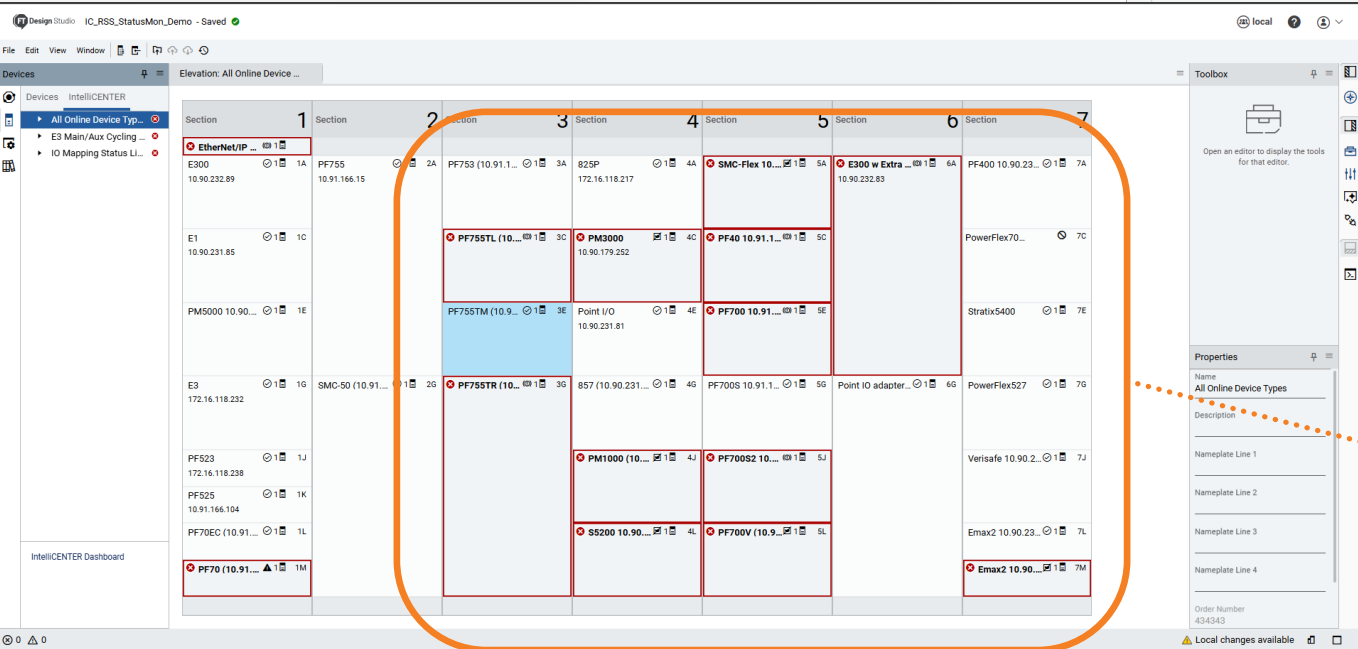 FT Design Studio IC_RSS_StatusMon_Demo - Saved
local
File Edit View Window
Devices
Elevation: All Online Device ...
Toolbox
Devices IntelliCENTER
All Online Device Typ...
E3 Main/Aux Cycling ...
IO Mapping Status Li...
Open an editor to display the tools
for that editor.
Section 1 Section 2 Section 3 Section 4 Section 5 Section 6 Section 7
EtherNet/IP ... 1
E300 1 1A PF755 1 2A PF753 (10.91.1... 1 3A 825P 1 4A SMC-Flex 10.... 1 5A E300 w Extra ... 1 6A PF400 10.90.23... 1 7A
10.90.232.89 10.91.166.15 172.16.118.217 10.90.232.83
E1 1 1C PF755TL (10.... 1 3C PM3000 1 4C PF40 10.91.1... 1 5C PowerFlex70... 7C
10.90.231.85 10.90.179.252
PM5000 10.90.... 1 1E PF755TM (10.9... 1 3E Point I/O 1 4E PF700 10.91.... 1 5E Stratix5400 1 7E
10.90.231.81
E3 1 1G SMC-50 (10.91.... 1 2G PF755TR (10... 1 3G 857 (10.90.231.... 1 4G PF700S 10.91.1... 1 5G Point IO adapter... 1 6G PowerFlex527 1 7G
172.16.118.232
PF523 1 1J PM1000 (10.... 1 4J PF700S2 10.... 1 5J Verisafe 10.90.2... 1 7J
172.16.118.238
PF525 1 1K
10.91.166.104
PF70EC (10.91.... 1 1L S5200 10.90.... 1 4L PF700V (10.9... 1 5L Emax2 10.90.23... 1 7L
PF70 (10.91.... 1 1M Emax2 10.90.... 1 7M
IntelliCENTER Dashboard
Properties
Name
All Online Device Types
Description
Nameplate Line 1
Nameplate Line 2
Nameplate Line 3
Nameplate Line 4
Order Number
434343
0 0
Local changes available